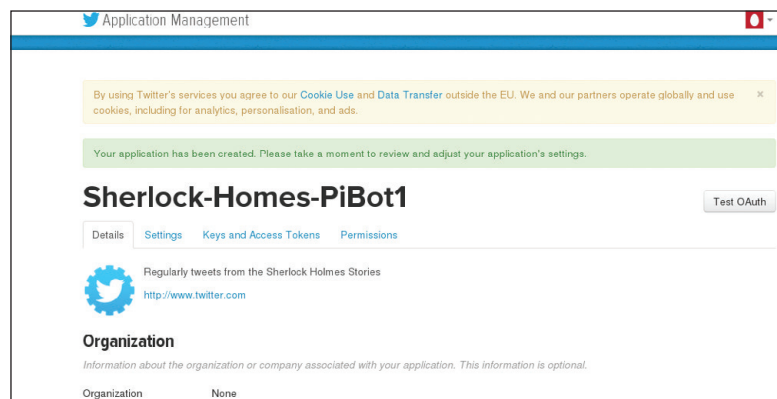 Application Management
By using Twitter's services you agree to our Cookie Use and Data Transfer outside the EU. We and our partners operate globally and use
cookies, including for analytics, personalisation, and ads.
×
Your application has been created. Please take a moment to review and adjust your application's settings.
Sherlock-Homes-PiBot1
Test OAuth
Details Settings Keys and Access Tokens Permissions
Regularly tweets from the Sherlock Holmes Stories
http://www.twitter.com
Organization
Information about the organization or company associated with your application. This information is optional.
Organization None